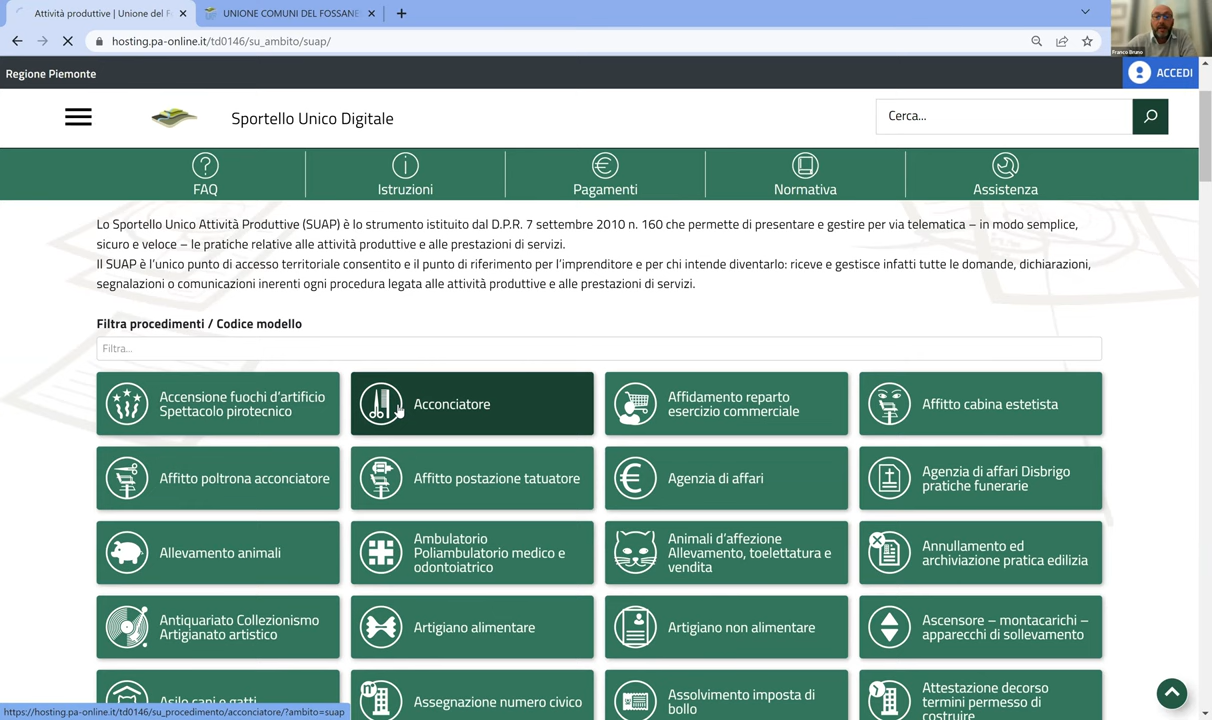 Attività produttive | Unione del F
UNIONE COMUNI DEL FOSSANE
hosting.pa-online.it/td0146/su_ambito/suap/
Franco Bruno
Regione Piemonte
ACCEDI
Sportello Unico Digitale
Cerca...
FAQ
Istruzioni
Pagamenti
Normativa
Assistenza
Lo Sportello Unico Attività Produttive (SUAP) è lo strumento istituito dal D.P.R. 7 settembre 2010 n. 160 che permette di presentare e gestire per via telematica – in modo semplice,
sicuro e veloce – le pratiche relative alle attività produttive e alle prestazioni di servizi.
Il SUAP è l'unico punto di accesso territoriale consentito e il punto di riferimento per l'imprenditore e per chi intende diventarlo: riceve e gestisce infatti tutte le domande, dichiarazioni,
segnalazioni o comunicazioni inerenti ogni procedura legata alle attività produttive e alle prestazioni di servizi.
Filtra procedimenti / Codice modello
Filtra...
Accensione fuochi d'artificio
Spettacolo pirotecnico
Acconciatore
Affidamento reparto
esercizio commerciale
Affitto cabina estetista
Affitto poltrona acconciatore
Affitto postazione tatuatore
Agenzia di affari
Agenzia di affari Disbrigo
pratiche funerarie
Allevamento animali
Ambulatorio
Poliambulatorio medico e
odontoiatrico
Animali d'affezione
Allevamento, toelettatura e
vendita
Annullamento ed
archiviazione pratica edilizia
Antiquariato Collezionismo
Artigianato artistico
Artigiano alimentare
Artigiano non alimentare
Ascensore – montacarichi –
apparecchi di sollevamento
Asilo cani e gatti
Assegnazione numero civico
Assolvimento imposta di
bollo
Attestazione decorso
termini permesso di
costruire
https://hosting.pa-online.it/td0146/su_procedimento/acconciatore/?ambito=suap